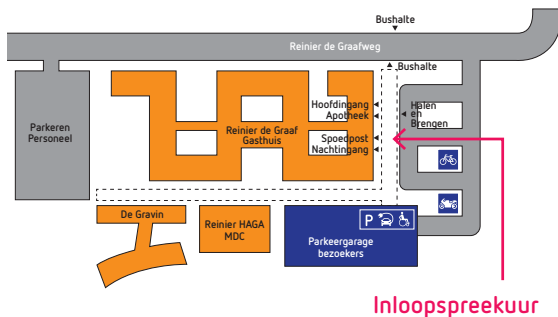 Bushalte
Reinier de Graafweg
Bushalte
Parkeren
Personeel
Reinier de Graaf
Gasthuis
Hoofdingang
Apotheek
Spoedpost
Nachtingang
Halen
en
Brengen
De Gravin
Reinier HAGA
MDC
P
Parkeergarage
bezoekers
Inloopspreekuur